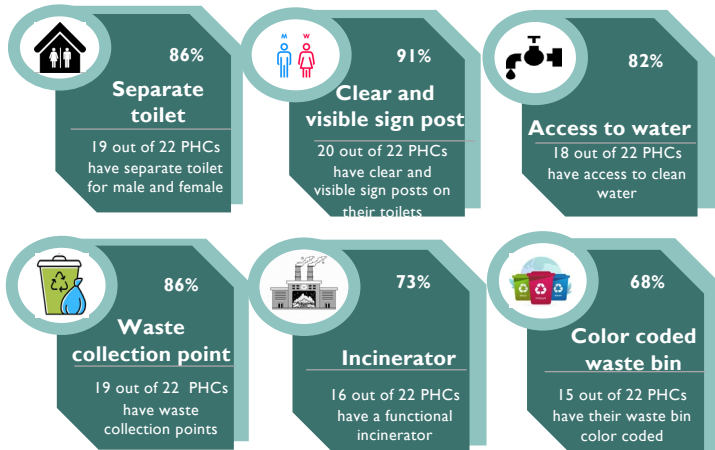 86%
Separate
toilet
19 out of 22 PHCs
have separate toilet
for male and female
M W
91%
Clear and
visible sign post
20 out of 22 PHCs
have clear and
visible sign posts on
their toilets
82%
Access to water
18 out of 22 PHCs
have access to clean
water
86%
Waste
collection point
19 out of 22 PHCs
have waste
collection points
73%
Incinerator
16 out of 22 PHCs
have a functional
incinerator
68%
Color coded
waste bin
15 out of 22 PHCs
have their waste bin
color coded